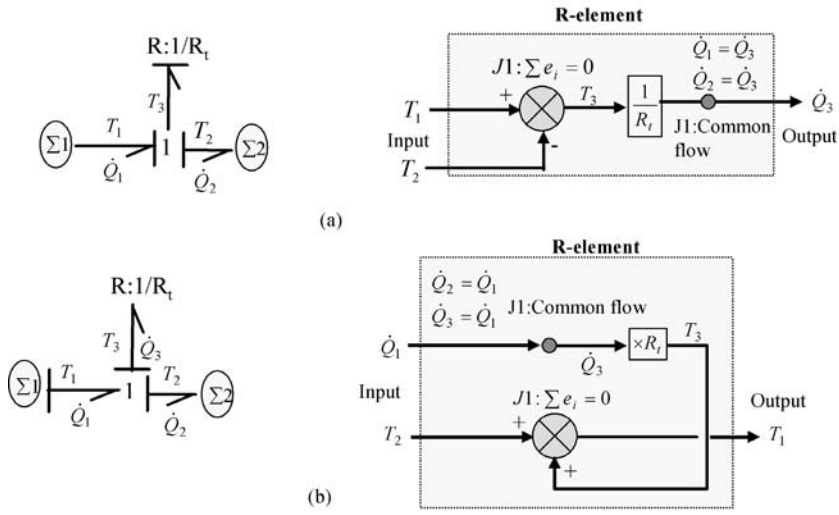 R-element
R:1/Rₜ
T₃
Σ1
T₁
Q̇₁
1
T₂
Q̇₂
Σ2
J1:∑eᵢ = 0
Q̇₁ = Q̇₃
Q̇₂ = Q̇₃
T₁
+
T₃
1/Rₜ
Q̇₃
Input
J1:Common flow
Output
T₂
-
(a)
R-element
R:1/Rₜ
T₃
Q̇₃
Σ1
T₁
Q̇₁
1
T₂
Q̇₂
Σ2
Q̇₂ = Q̇₁
Q̇₃ = Q̇₁
J1:Common flow
Q̇₁
Q̇₃
×Rₜ
T₃
Input
J1:∑eᵢ = 0
Output
T₂
+
+
T₁
(b)